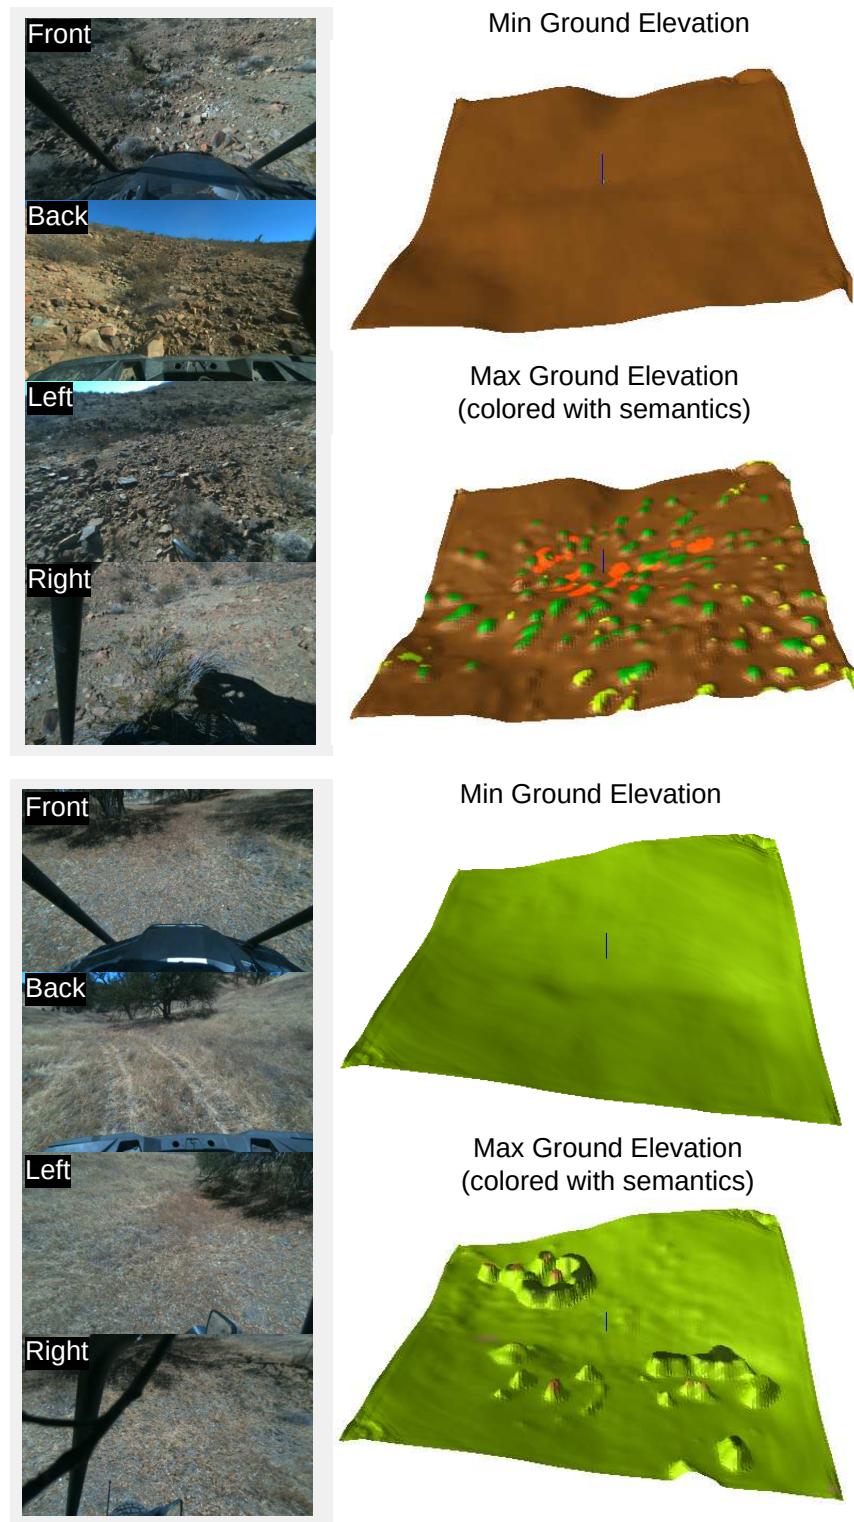 Front
Min Ground Elevation
Back
Left
Max Ground Elevation
(colored with semantics)
Right
Front
Min Ground Elevation
Back
Left
Max Ground Elevation
(colored with semantics)
Right